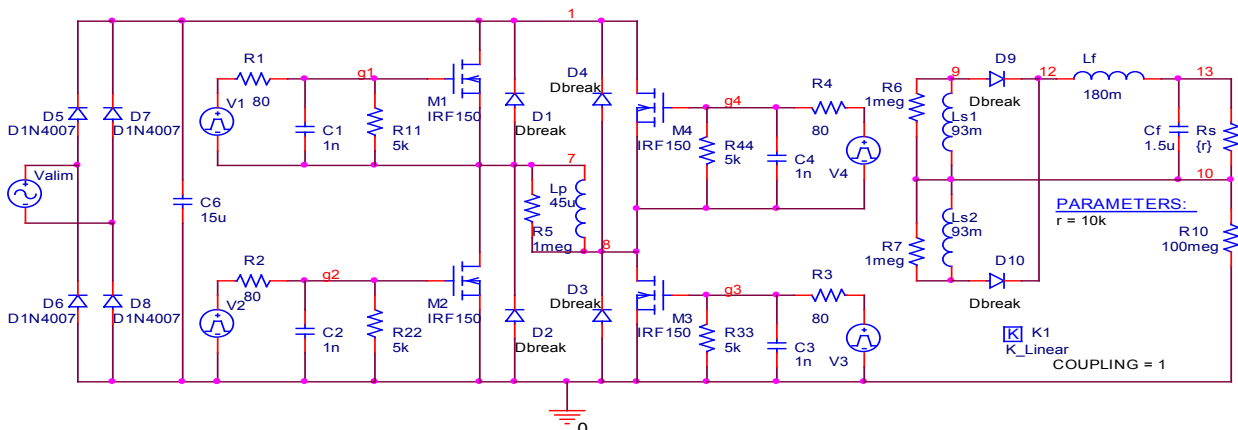 1
R1
80
V1
g1
C1
1n
R11
5k
M1
IRF150
D1
Dbreak
D4
Dbreak
7
Lp
45u
R5
1meg
8
M4
IRF150
g4
R44
5k
C4
1n
R4
80
V4
D5
D1N4007
D7
D1N4007
Valim
C6
15u
D6
D1N4007
D8
D1N4007
R2
80
V2
g2
C2
1n
R22
5k
M2
IRF150
D2
Dbreak
D3
Dbreak
M3
IRF150
g3
R33
5k
C3
1n
R3
80
V3
0
R6
1meg
9
D9
Dbreak
12
Lf
180m
13
Ls1
93m
Cf
1.5u
Rs
{r}
10
R7
1meg
Ls2
93m
D10
Dbreak
PARAMETERS:
r = 10k
R10
100meg
K K1
K_Linear
COUPLING = 1